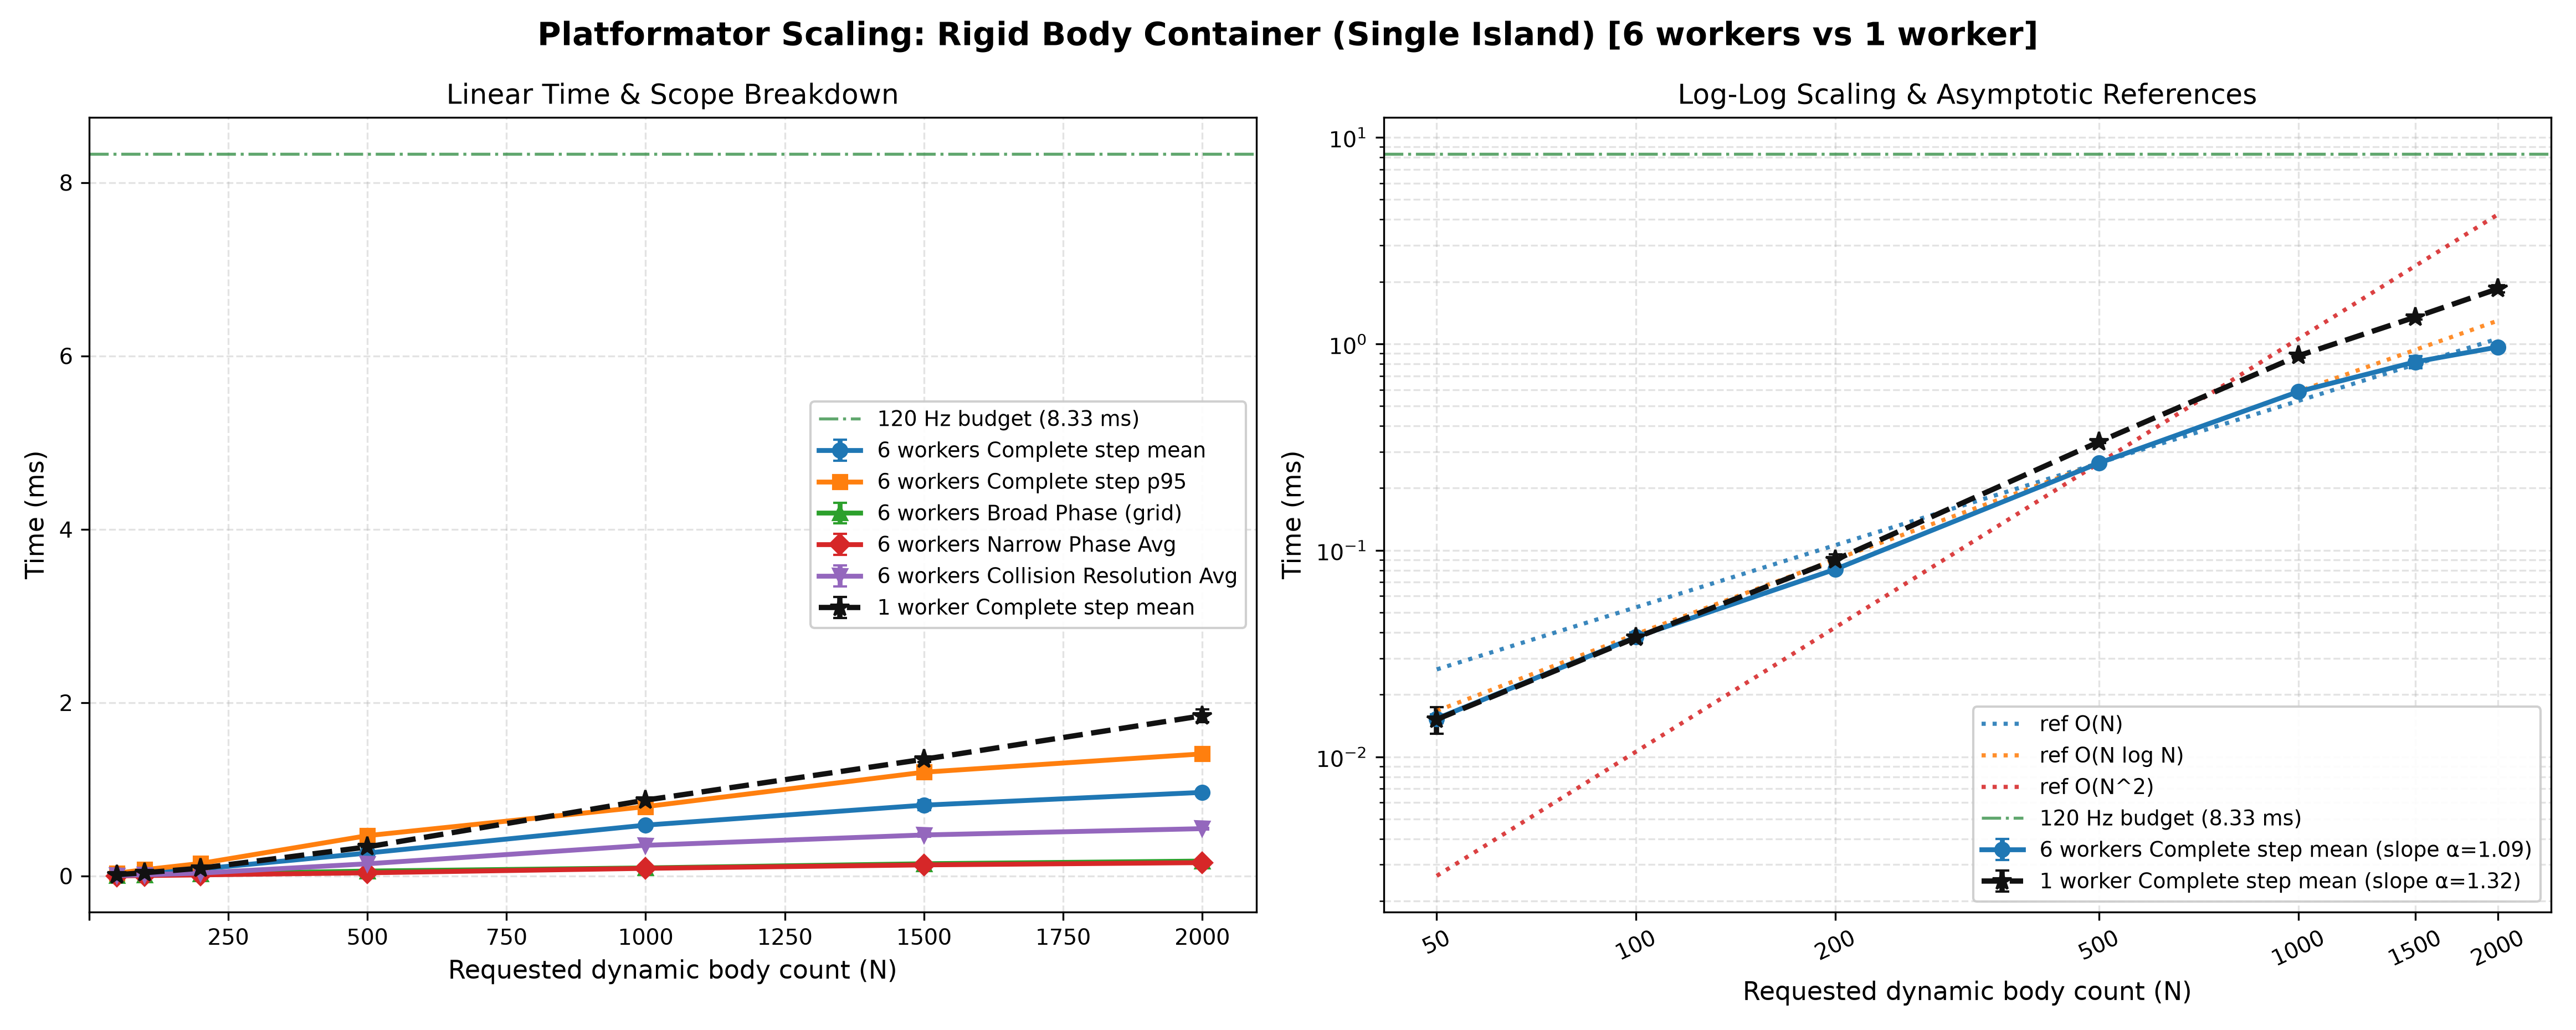 Platformator Scaling: Rigid Body Container (Single Island) [6 workers vs 1 worker]
Linear Time & Scope Breakdown
Time (ms)
8
6
4
2
0
120 Hz budget (8.33 ms)
6 workers Complete step mean
6 workers Complete step p95
6 workers Broad Phase (grid)
6 workers Narrow Phase Avg
6 workers Collision Resolution Avg
1 worker Complete step mean
250 500 750 1000 1250 1500 1750 2000
Requested dynamic body count (N)
Log-Log Scaling & Asymptotic References
Time (ms)
10¹
10⁰
10⁻¹
10⁻²
ref O(N)
ref O(N log N)
ref O(N^2)
120 Hz budget (8.33 ms)
6 workers Complete step mean (slope α=1.09)
1 worker Complete step mean (slope α=1.32)
50 100 200 500 1000 1500 2000
Requested dynamic body count (N)